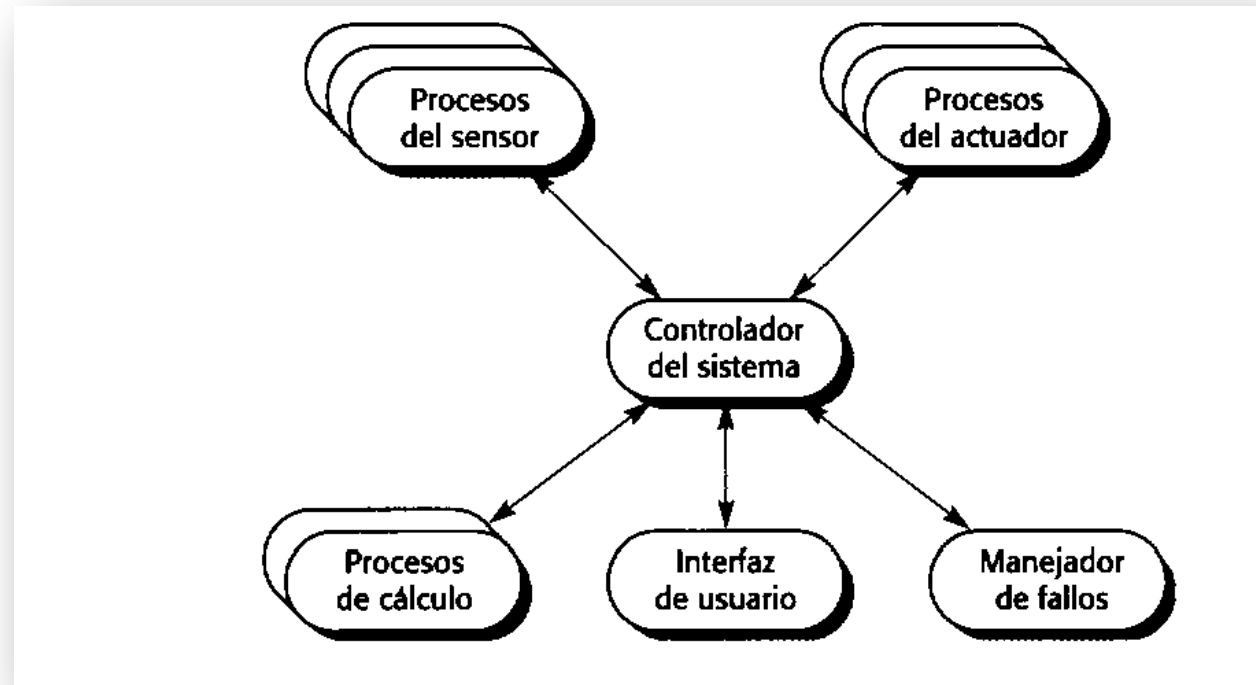 Procesos
del sensor
Procesos
del actuador
Controlador
del sistema
Procesos
de cálculo
Interfaz
de usuario
Manejador
de fallos